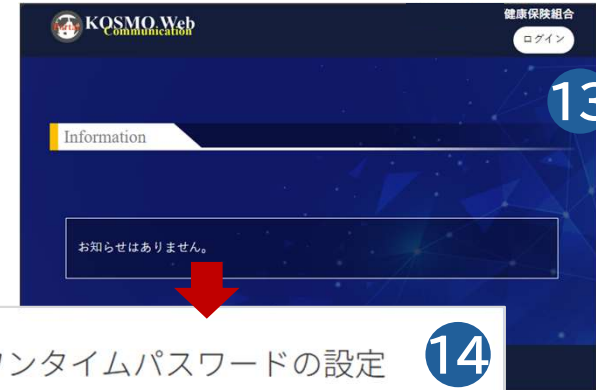 KOSMO Web
Communication
健康保険組合
ログイン
13
Information
お知らせはありません。
ワンタイムパスワードの設定
14